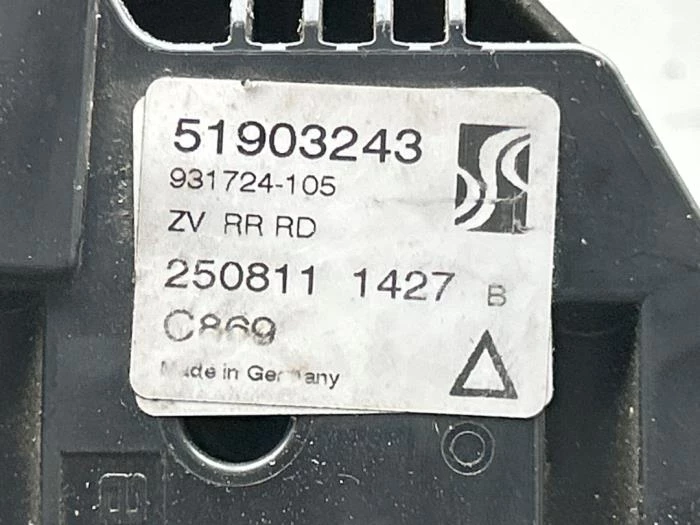 51903243
931724-105
ZV RR RD
250811 1427 B
C869
Made in Germany